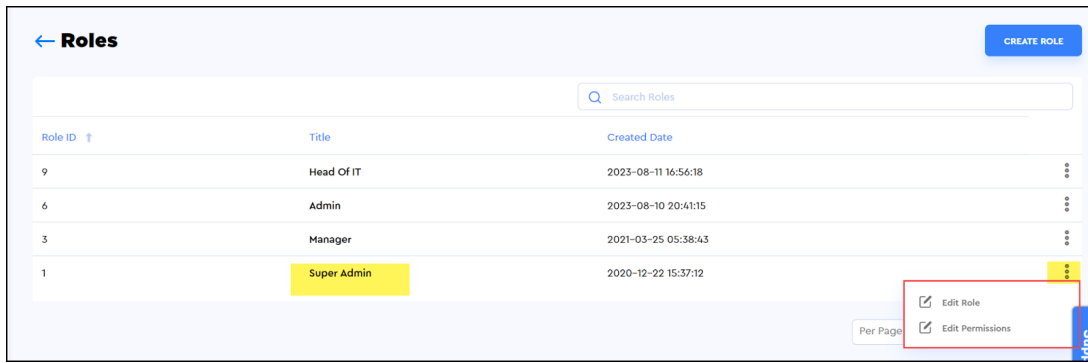 Roles
CREATE ROLE
Search Roles
Role ID Title Created Date
9 Head Of IT 2023-08-11 16:56:18
6 Admin 2023-08-10 20:41:15
3 Manager 2021-03-25 05:38:43
1 Super Admin 2020-12-22 15:37:12
Edit Role
Per Page Edit Permissions